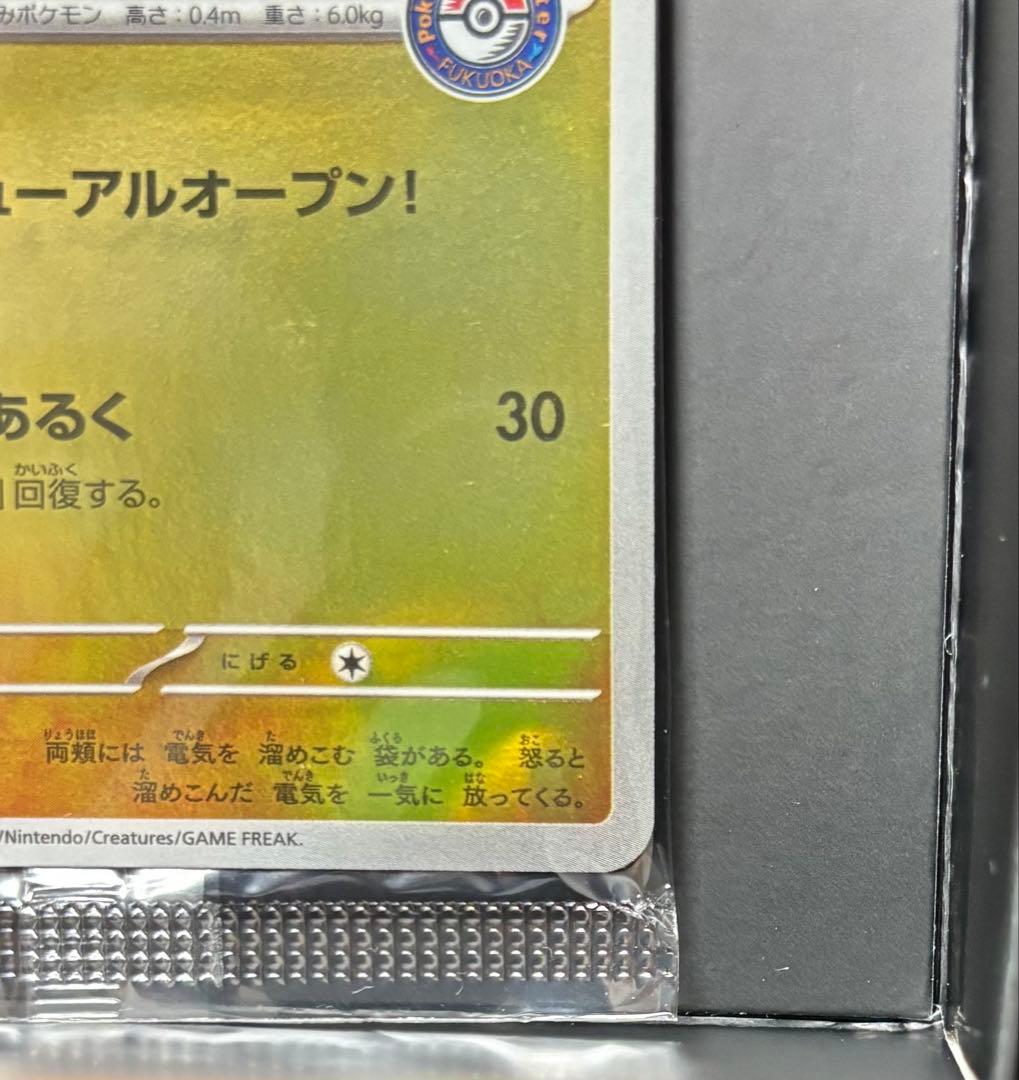 みポケモン 高さ：0.4m 重さ：6.0kg
FUKUOKA
ューアルオープン！
あるく 30
回復する。
かいふく
にげる
両頬には 電気を 溜めこむ 袋がある。 怒ると
りょうほほ でんき た ふくろ おこ
溜めこんだ 電気を 一気に 放ってくる。
た でんき いっき はな
/Nintendo/Creatures/GAME FREAK.